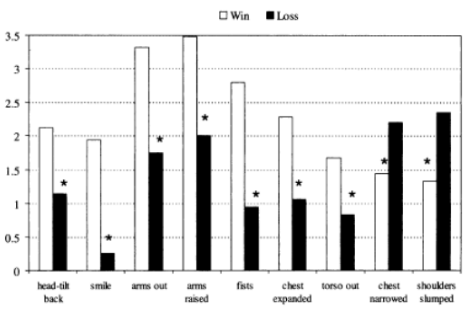 Win Loss
3.5
3
2.5
2
1.5
1
0.5
0
* * * * * * * * *
head-tilt smile arms out arms fists chest torso out chest shoulders
back raised expanded narrowed slumped